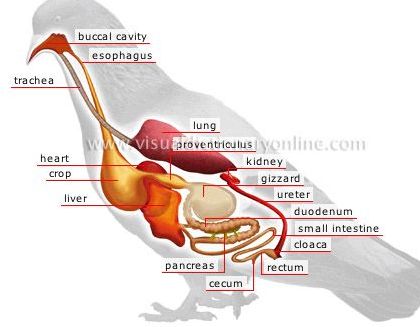 buccal cavity
esophagus
trachea
lung
proventriculus
heart
kidney
crop
gizzard
liver
ureter
duodenum
small intestine
cloaca
pancreas
rectum
cecum